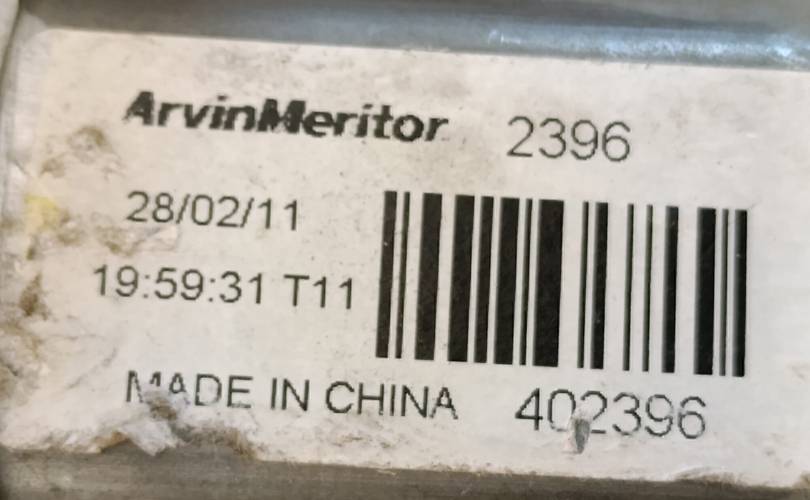 ArvinMeritor 2396
28/02/11
19:59:31 T11
MADE IN CHINA 402396